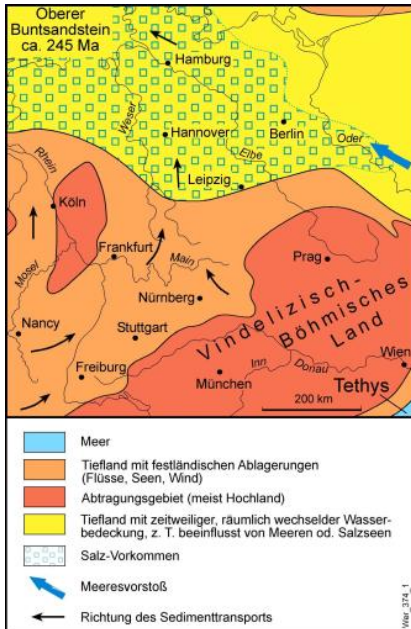 Oberer
Buntsandstein
ca. 245 Ma
Hamburg
Weser
Hannover
Berlin
Oder
Elbe
Leipzig
Rhein
Köln
Frankfurt
Main
Mosel
Prag
Nürnberg
Nancy
Stuttgart
Vindelizisch-
Böhmisches
Land
Freiburg
Inn
Donau
Wien
München
Tethys
200 km
Meer
Tiefland mit festländischen Ablagerungen
(Flüsse, Seen, Wind)
Abtragungsgebiet (meist Hochland)
Tiefland mit zeitweiliger, räumlich wechselder Wasser-
bedeckung, z. T. beeinflusst von Meeren od. Salzseen
Salz-Vorkommen
Meeresvorstoß
Richtung des Sedimenttransports
Wer_374_1